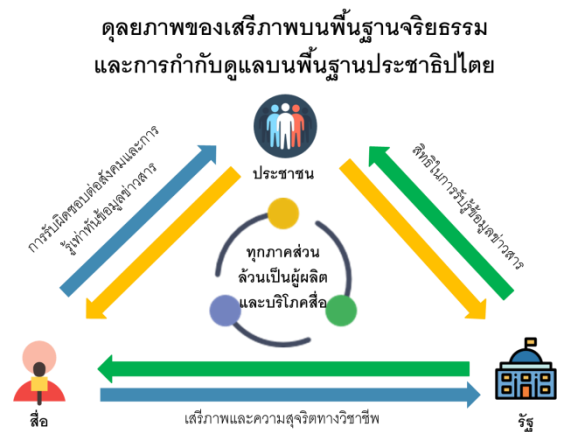 ดุลยภาพของเสรีภาพบนพื้นฐานจริยธรรม
และการกำกับดูแลบนพื้นฐานประชาธิปไตย
ประชาชน
การรับผิดชอบต่อสังคมและการ
รู้เท่าทันข้อมูลข่าวสาร
สิทธิในการรับรู้ข้อมูลข่าวสาร
ทุกภาคส่วน
ล้วนเป็นผู้ผลิต
และบริโภคสื่อ
สื่อ
เสรีภาพและความสุจริตทางวิชาชีพ
รัฐ